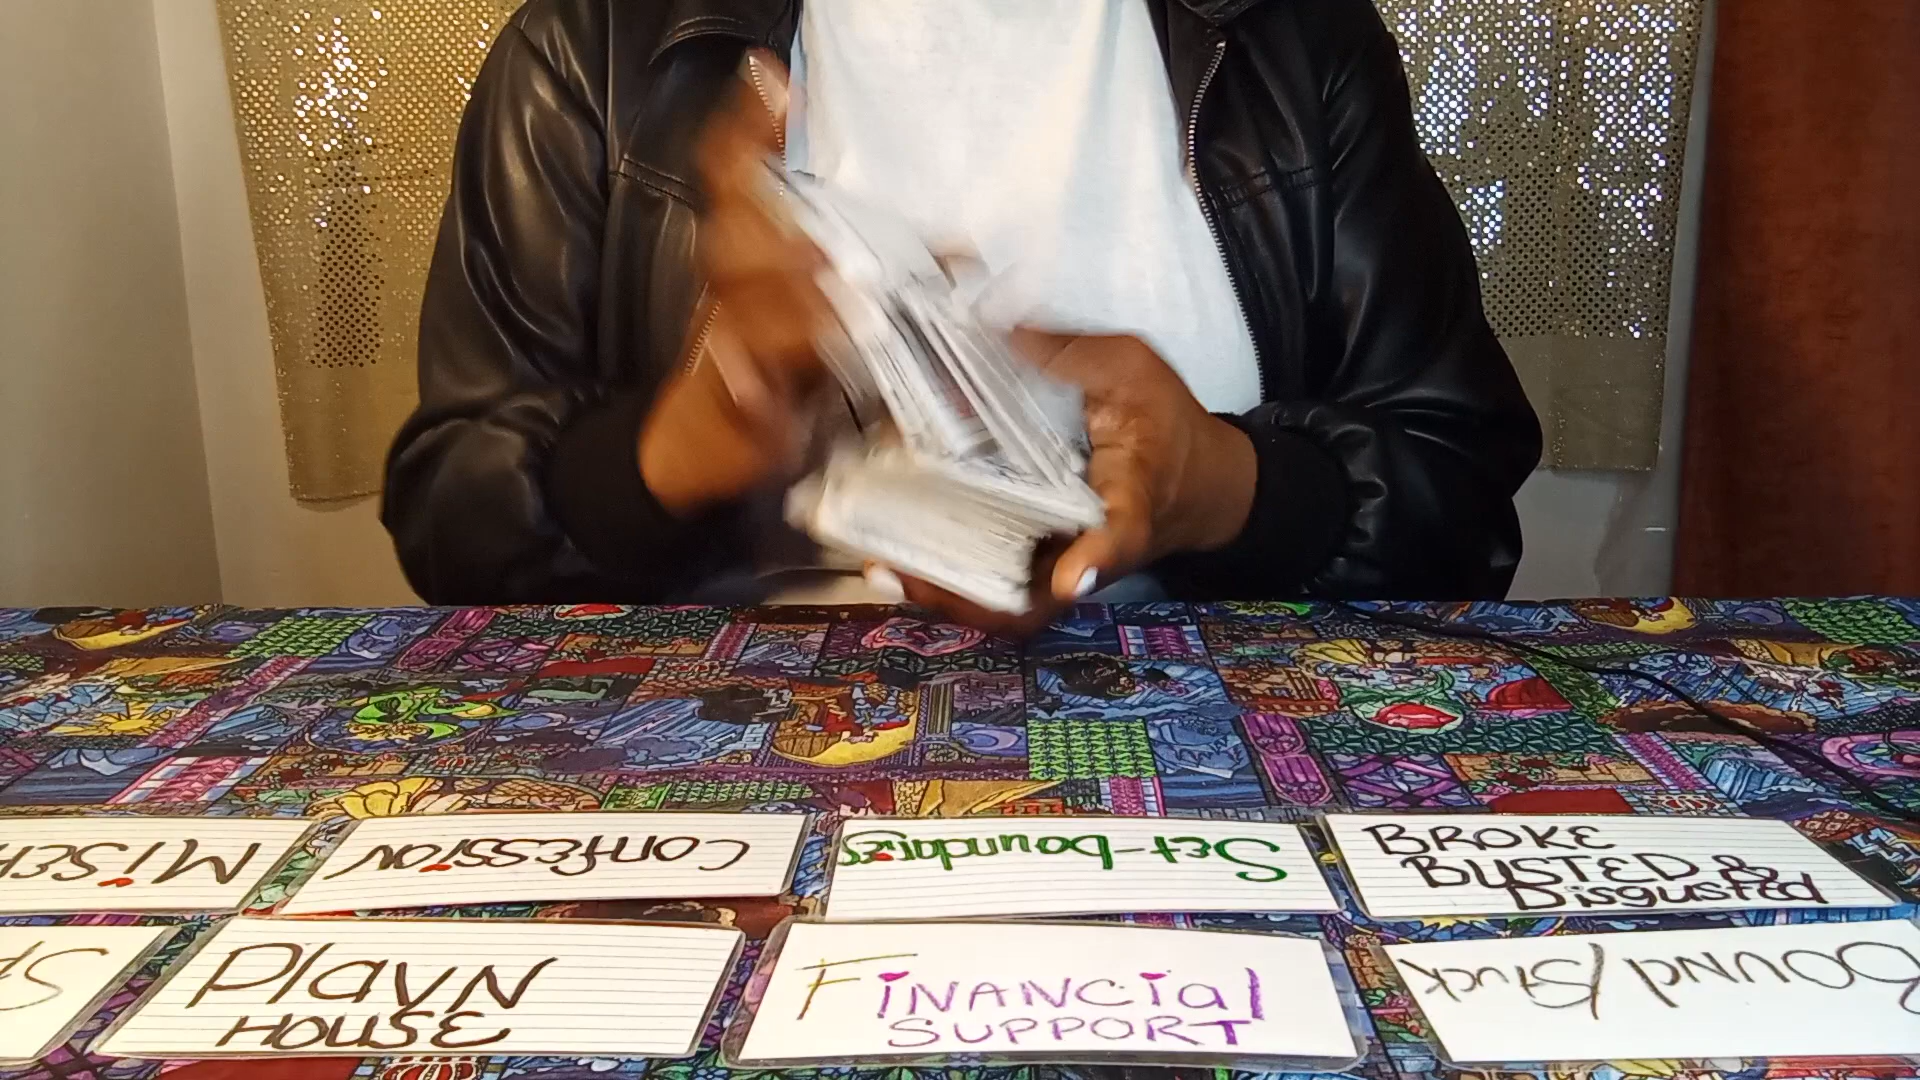 Confession
Set-boundaries
BROKE
BUSTED &
Disgusted
Playn
HOUSE
FiNANCial
SUPPORT
Bound/Stuck